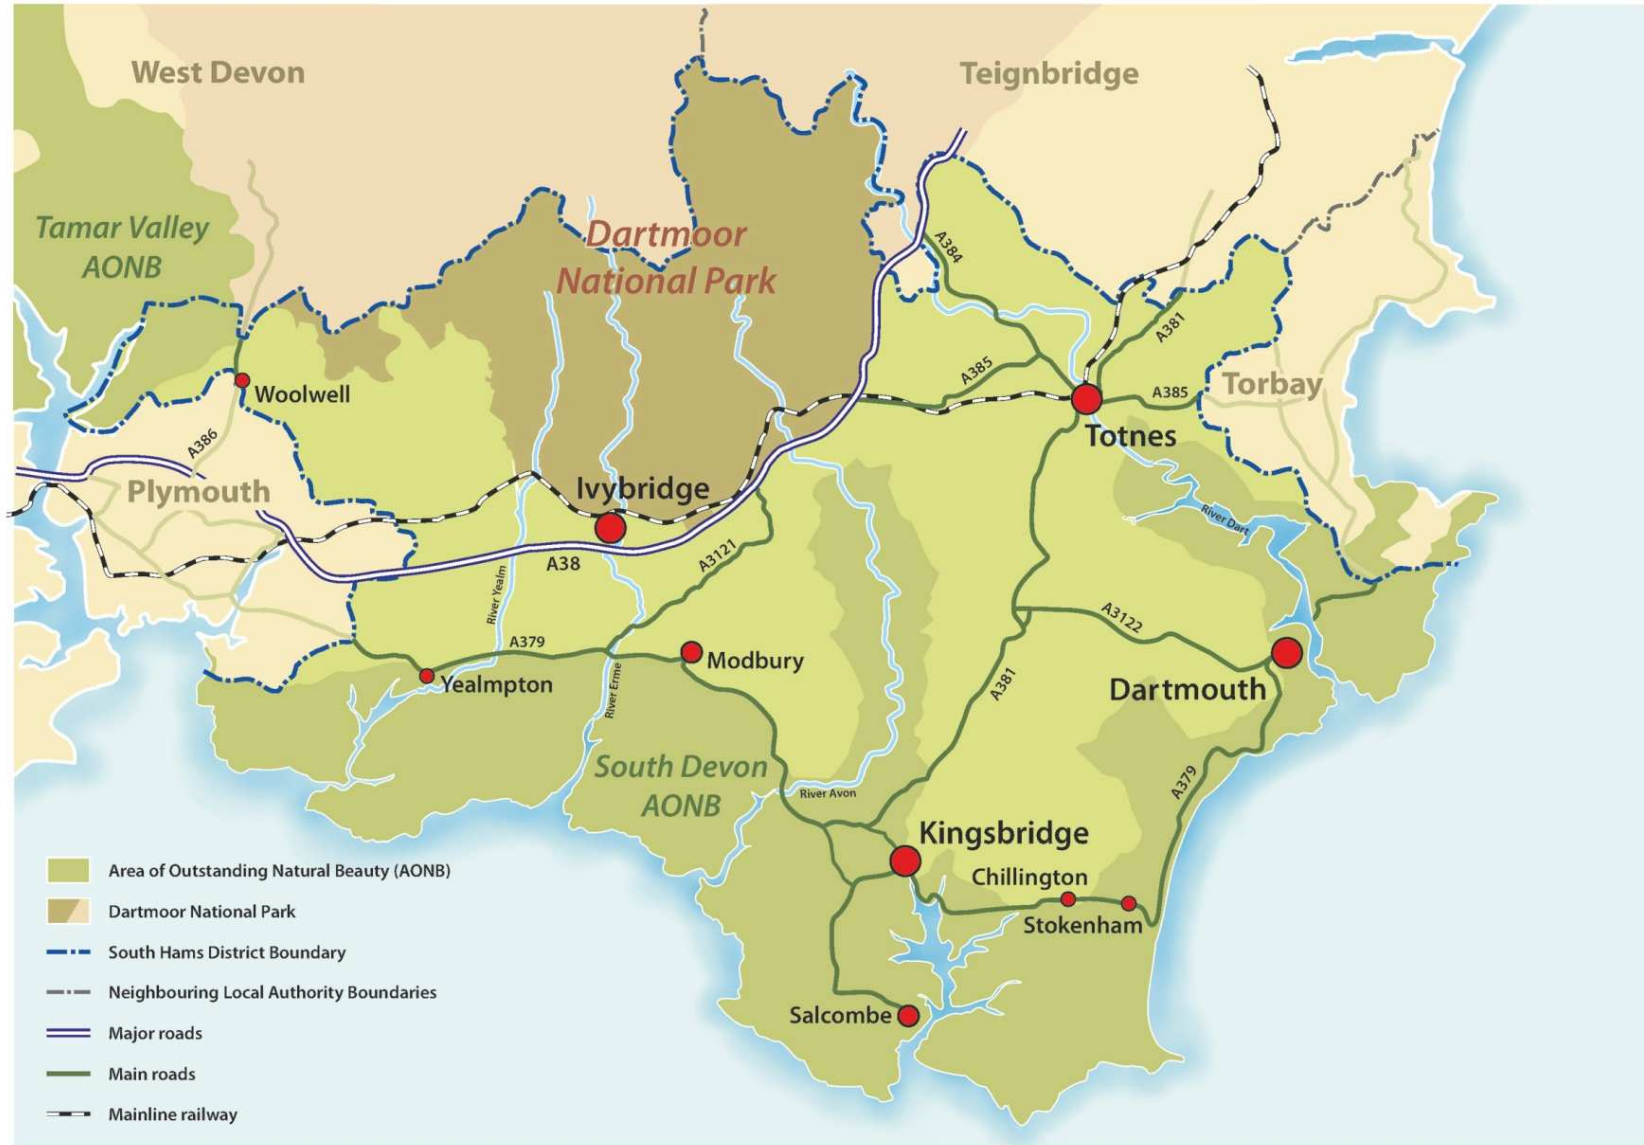 West Devon
Teignbridge
Tamar Valley
AONB
Dartmoor
National Park
A384
A381
A385
A385
Torbay
Woolwell
A386
Totnes
Plymouth
Ivybridge
River Dart
A38
A3121
River Yealm
A3122
A379
Modbury
Yealmpton
River Erme
A381
Dartmouth
South Devon
AONB
A379
River Avon
Kingsbridge
Chillington
Stokenham
Salcombe
Area of Outstanding Natural Beauty (AONB)
Dartmoor National Park
South Hams District Boundary
Neighbouring Local Authority Boundaries
Major roads
Main roads
Mainline railway